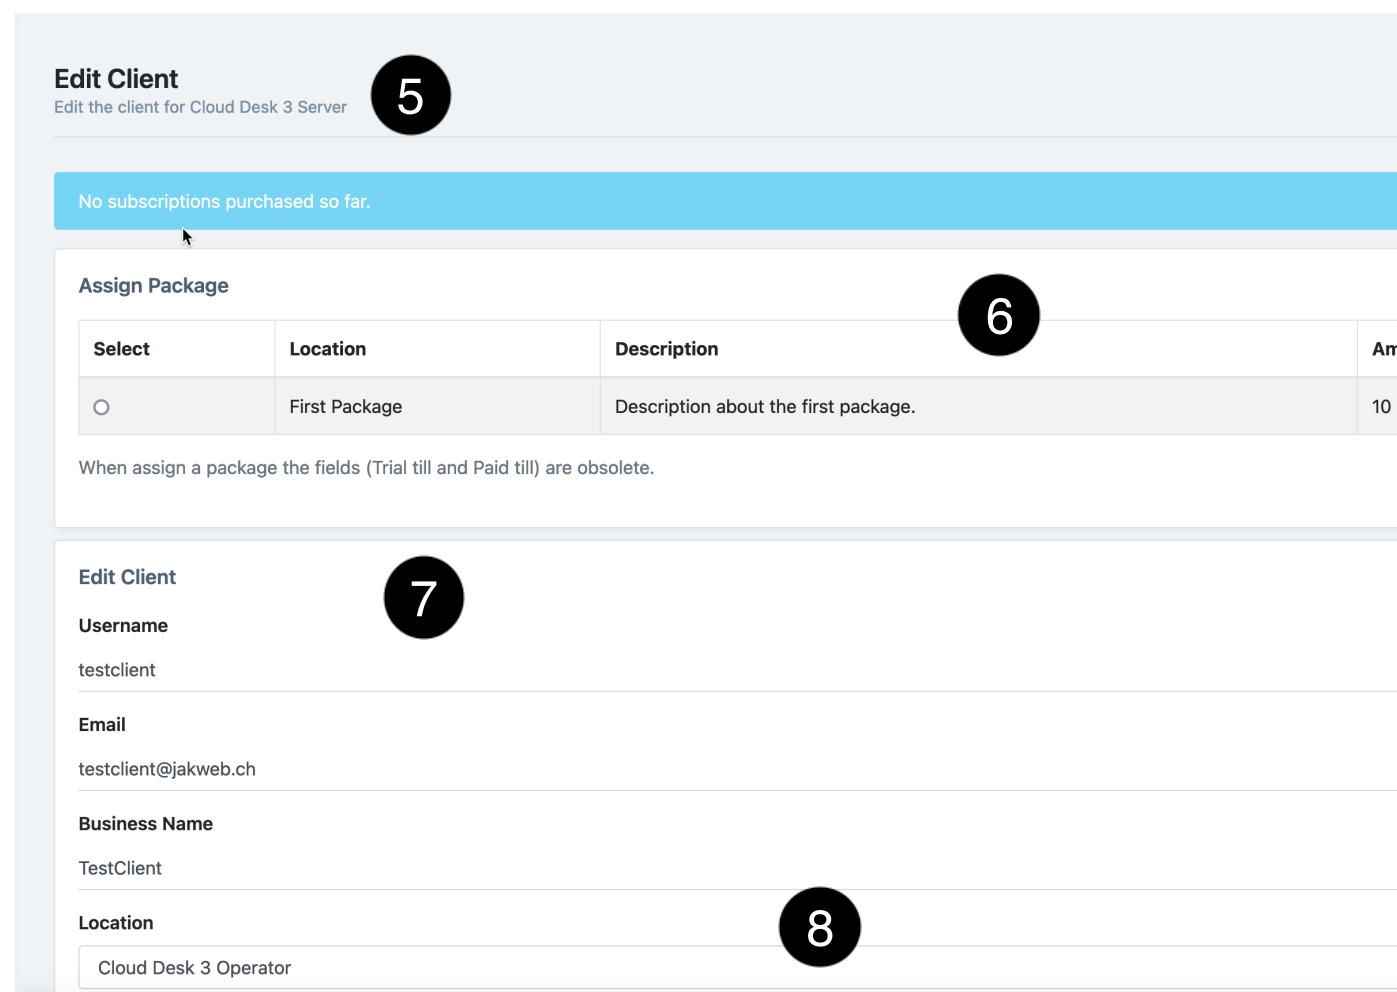 Edit Client
Edit the client for Cloud Desk 3 Server
5
No subscriptions purchased so far.
Assign Package
6
Select Location Description
First Package Description about the first package. 10
When assign a package the fields (Trial till and Paid till) are obsolete.
Edit Client
7
Username
testclient
Email
testclient@jakweb.ch
Business Name
TestClient
Location
8
Cloud Desk 3 Operator